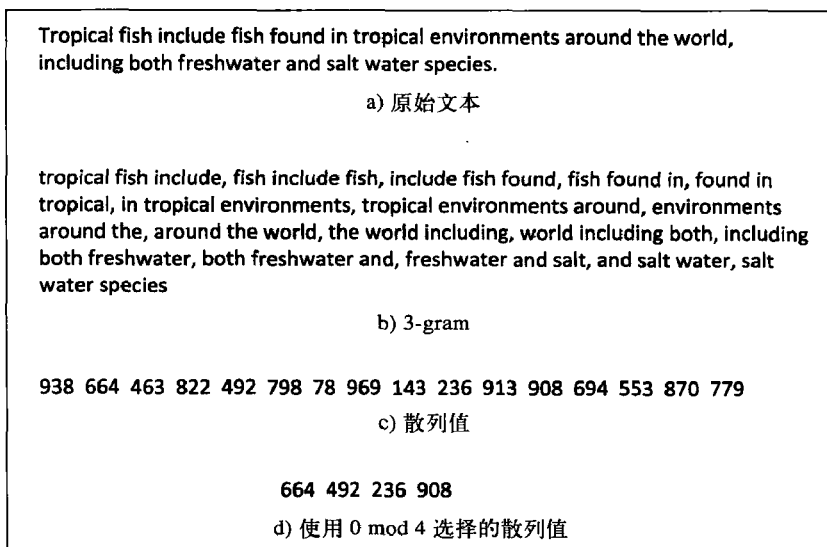 Tropical fish include fish found in tropical environments around the world,
including both freshwater and salt water species.
a) 原始文本
tropical fish include, fish include fish, include fish found, fish found in, found in
tropical, in tropical environments, tropical environments around, environments
around the, around the world, the world including, world including both, including
both freshwater, both freshwater and, freshwater and salt, and salt water, salt
water species
b) 3-gram
938 664 463 822 492 798 78 969 143 236 913 908 694 553 870 779
c) 散列值
664 492 236 908
d) 使用 0 mod 4 选择的散列值